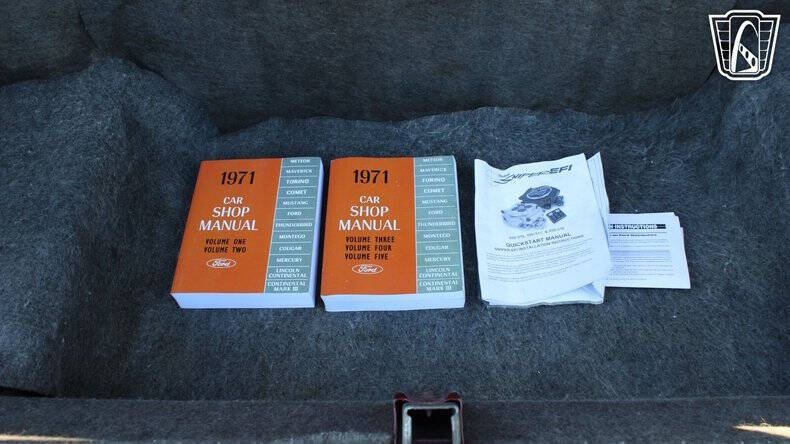 1971
CAR
SHOP
MANUAL
VOLUME ONE
VOLUME TWO
Ford
METEOR
MAVERICK
TORINO
COMET
MUSTANG
FORD
THUNDERBIRD
MONTEGO
COUGAR
MERCURY
LINCOLN
CONTINENTAL
CONTINENTAL
MARK III
1971
CAR
SHOP
MANUAL
VOLUME THREE
VOLUME FOUR
VOLUME FIVE
Ford
METEOR
MAVERICK
TORINO
COMET
MUSTANG
FORD
THUNDERBIRD
MONTEGO
COUGAR
MERCURY
LINCOLN
CONTINENTAL
CONTINENTAL
MARK III
SNIPER EFI
QUICKSTART MANUAL
INSTRUCTIONS